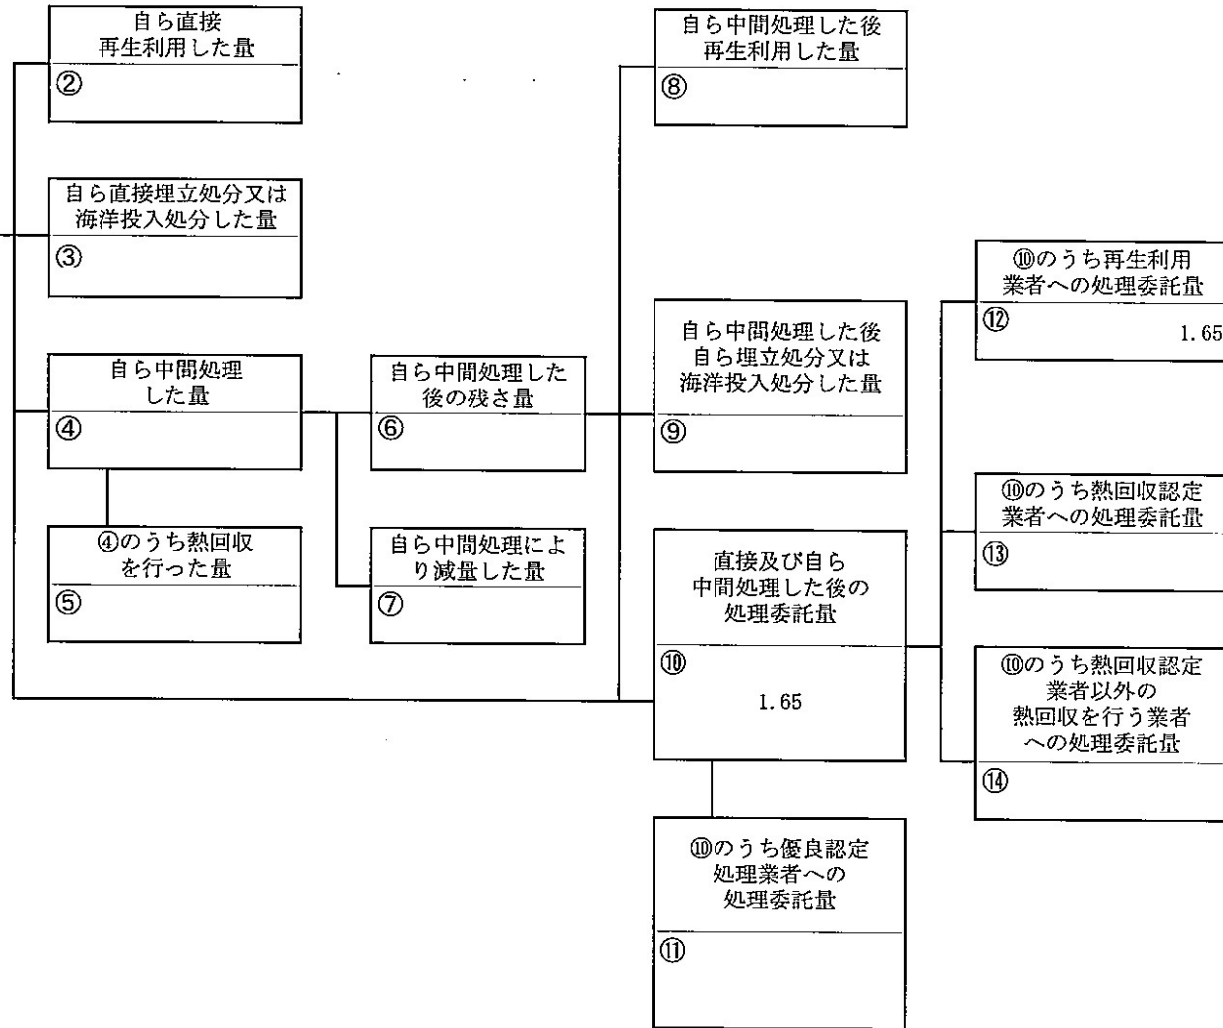 自ら直接
再生利用した量
②
自ら直接埋立処分又は
海洋投入処分した量
③
自ら中間処理
した量
④
④のうち熱回収
を行った量
⑤
自ら中間処理した
後の残さ量
⑥
自ら中間処理によ
り減量した量
⑦
自ら中間処理した後
再生利用した量
⑧
自ら中間処理した後
自ら埋立処分又は
海洋投入処分した量
⑨
直接及び自ら
中間処理した後の
処理委託量
⑩
1.65
⑩のうち優良認定
処理業者への
処理委託量
⑪
⑩のうち再生利用
業者への処理委託量
⑫
1.65
⑩のうち熱回収認定
業者への処理委託量
⑬
⑩のうち熱回収認定
業者以外の
熱回収を行う業者
への処理委託量
⑭